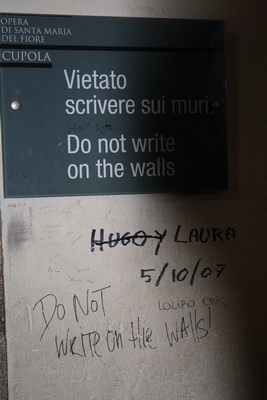 OPERA
DI SANTA MARIA
DEL FIORE
CUPOLA
Vietato
scrivere sui muri.
Do not write
on the walls
HUGO Y LAURA
5/10/07
DO NOT
WRITE ON the WALLS!